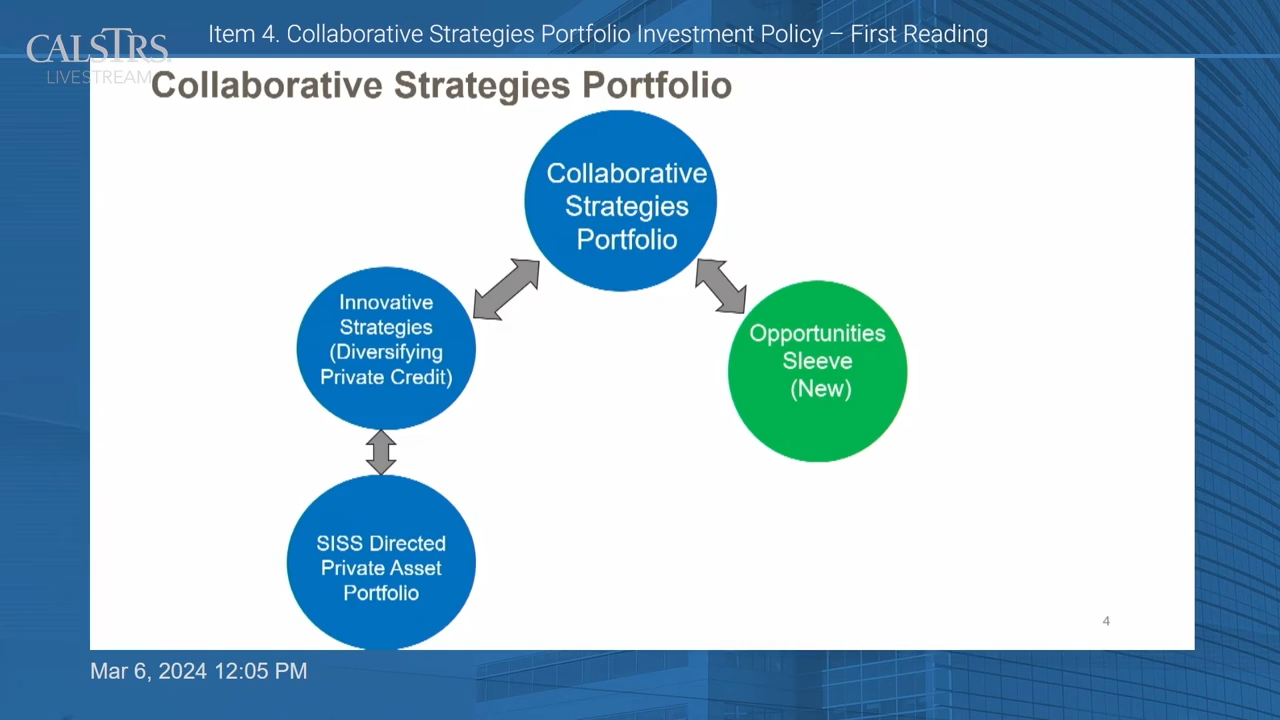 Item 4. Collaborative Strategies Portfolio Investment Policy – First Reading
CALSTRS
LIVESTREAM
Collaborative Strategies Portfolio
Collaborative
Strategies
Portfolio
Innovative
Strategies
(Diversifying
Private Credit)
Opportunities
Sleeve
(New)
SISS Directed
Private Asset
Portfolio
4
Mar 6, 2024 12:05 PM